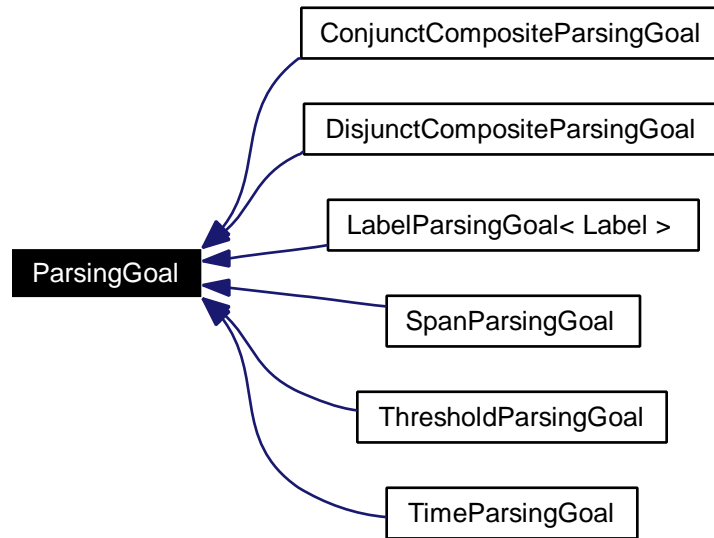 ConjunctCompositeParsingGoal
DisjunctCompositeParsingGoal
LabelParsingGoal< Label >
ParsingGoal
SpanParsingGoal
ThresholdParsingGoal
TimeParsingGoal